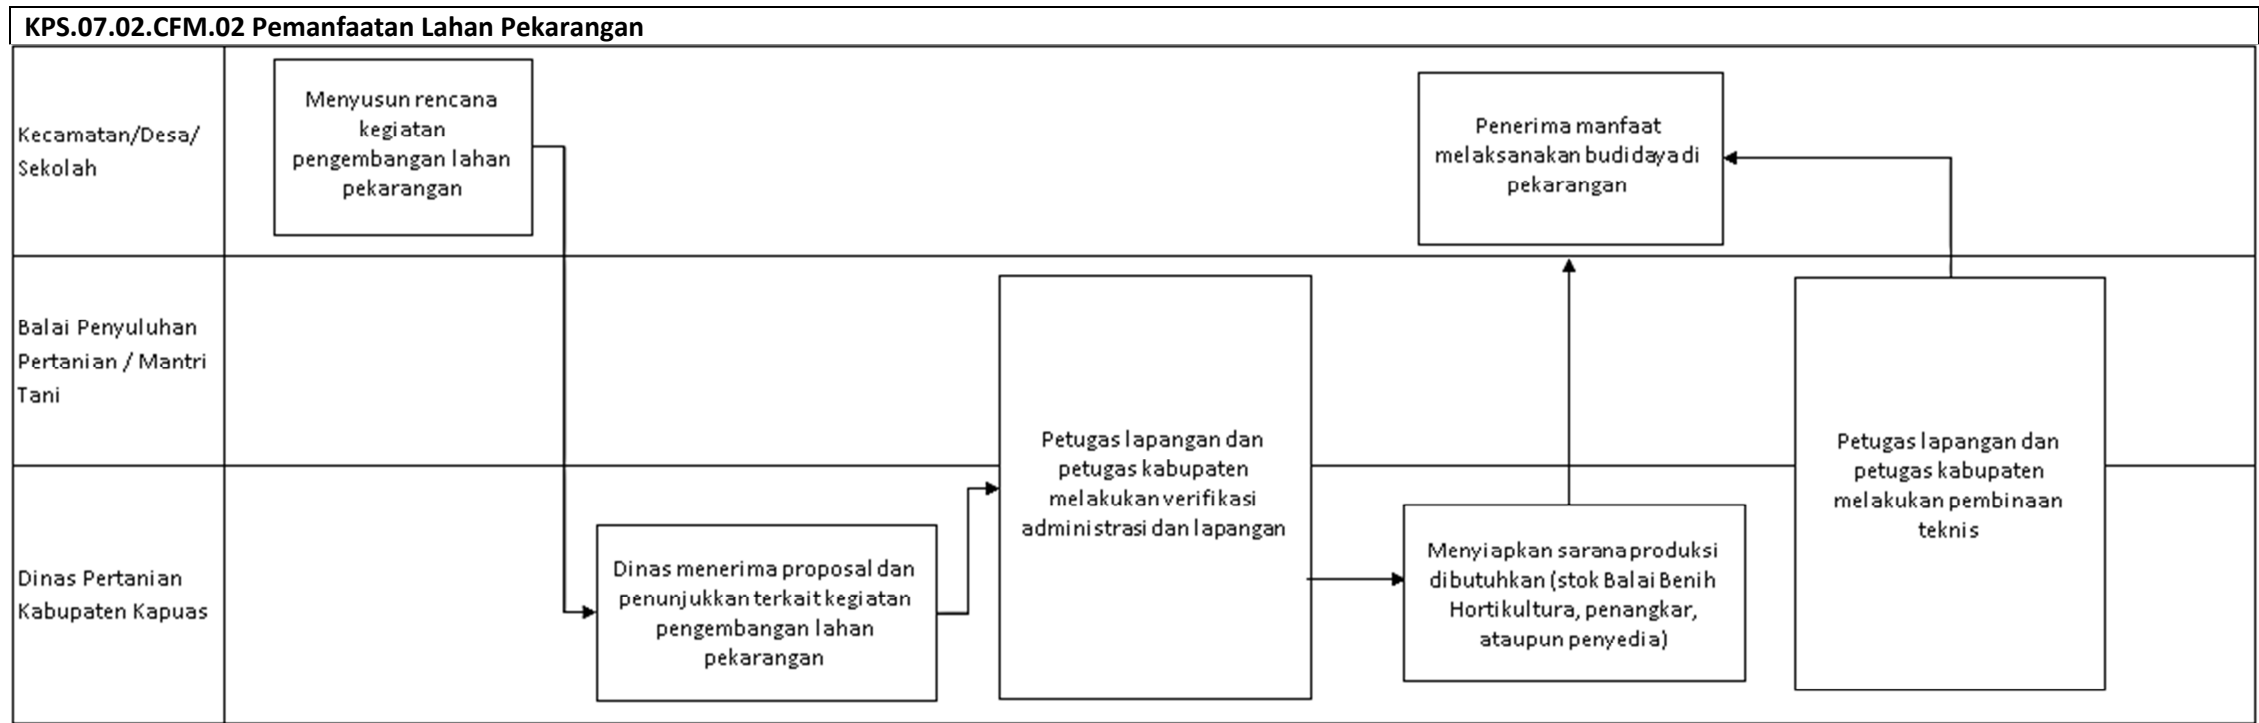 KPS.07.02.CFM.02 Pemanfaatan Lahan Pekarangan
Kecamatan/Desa/
Sekolah
Menyusun rencana
kegiatan
pengembangan lahan
pekarangan
Penerima manfaat
melaksanakan budidaya di
pekarangan
Balai Penyuluhan
Pertanian / Mantri
Tani
Petugas lapangan dan
petugas kabupaten
melakukan verifikasi
administrasi dan lapangan
Petugas lapangan dan
petugas kabupaten
melakukan pembinaan
teknis
Dinas Pertanian
Kabupaten Kapuas
Dinas menerima proposal dan
penunjukkan terkait kegiatan
pengembangan lahan
pekarangan
Menyiapkan sarana produksi
dibutuhkan (stok Balai Benih
Hortikultura, penangkar,
ataupun penyedia)